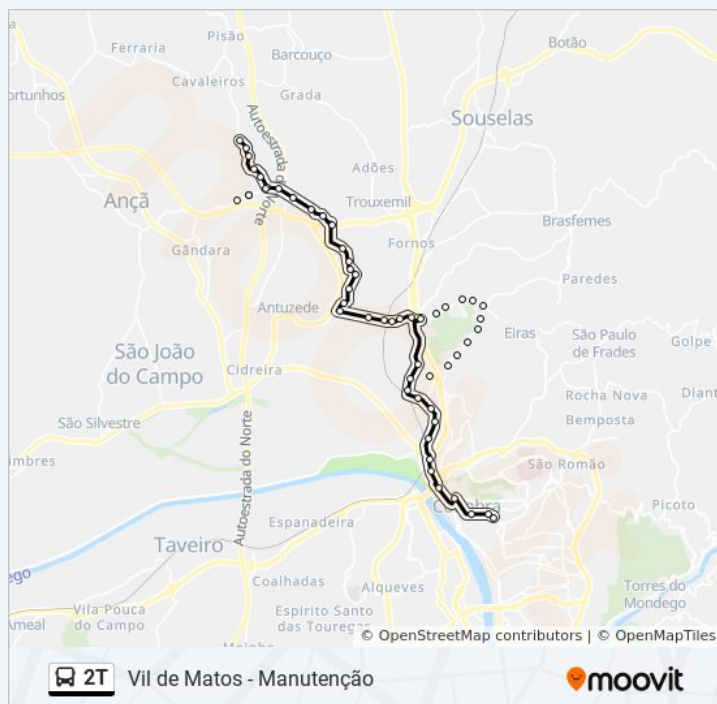 Ferraria
Pisão
Barcouço
Botão
Cavaleiros
Grada
ortunhos
Autoestrada do Norte
Souselas
Adões
Ançã
Trouxemil
Brasfemes
Fornos
Gândara
Paredes
Antuzede
Eiras
São João
do Campo
São Paulo
de Frades
Golpe
Cidreira
Rocha Nova
Diant
São Silvestre
Bemposta
imbres
Autoestrada do Norte
São Romão
Coimbra
Picoto
Espanadeira
Taveiro
ego
Coalhadas
Alqueves
Torres do
Mondego
Vila Pouca
do Campo
Espírito Santo
das Touregas
Ameal
© OpenStreetMap contributors | © OpenMapTiles
2T Vil de Matos - Manutenção
moovit